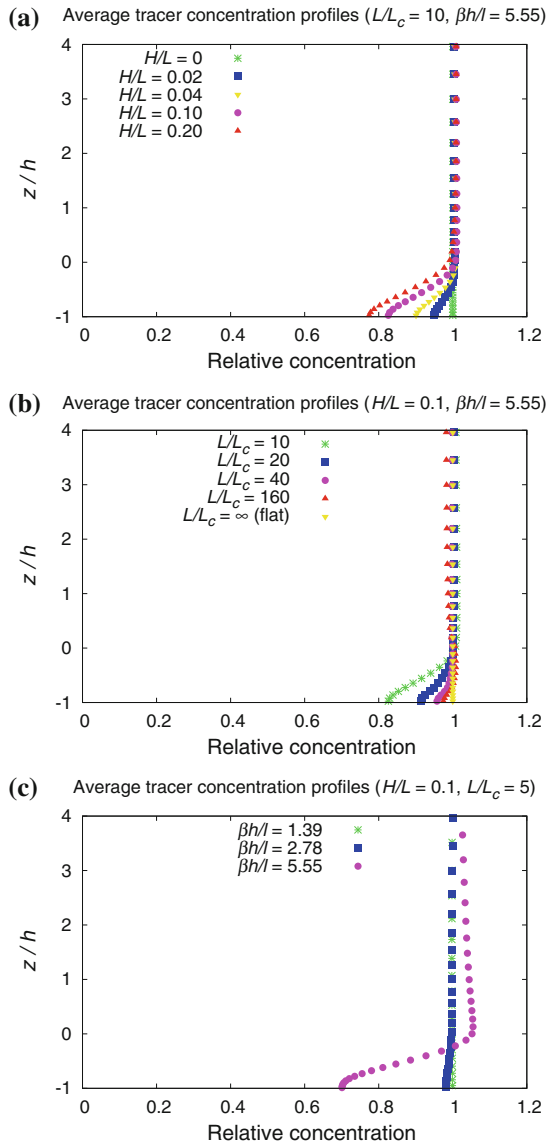 (a) Average tracer concentration profiles (L/Lc = 10, βh/l = 5.55)
H/L = 0
H/L = 0.02
H/L = 0.04
H/L = 0.10
H/L = 0.20
z / h
4
3
2
1
0
-1
0 0.2 0.4 0.6 0.8 1 1.2
Relative concentration
(b) Average tracer concentration profiles (H/L = 0.1, βh/l = 5.55)
L/Lc = 10
L/Lc = 20
L/Lc = 40
L/Lc = 160
L/Lc = ∞ (flat)
z / h
4
3
2
1
0
-1
0 0.2 0.4 0.6 0.8 1 1.2
Relative concentration
(c) Average tracer concentration profiles (H/L = 0.1, L/Lc = 5)
βh/l = 1.39
βh/l = 2.78
βh/l = 5.55
z / h
4
3
2
1
0
-1
0 0.2 0.4 0.6 0.8 1 1.2
Relative concentration